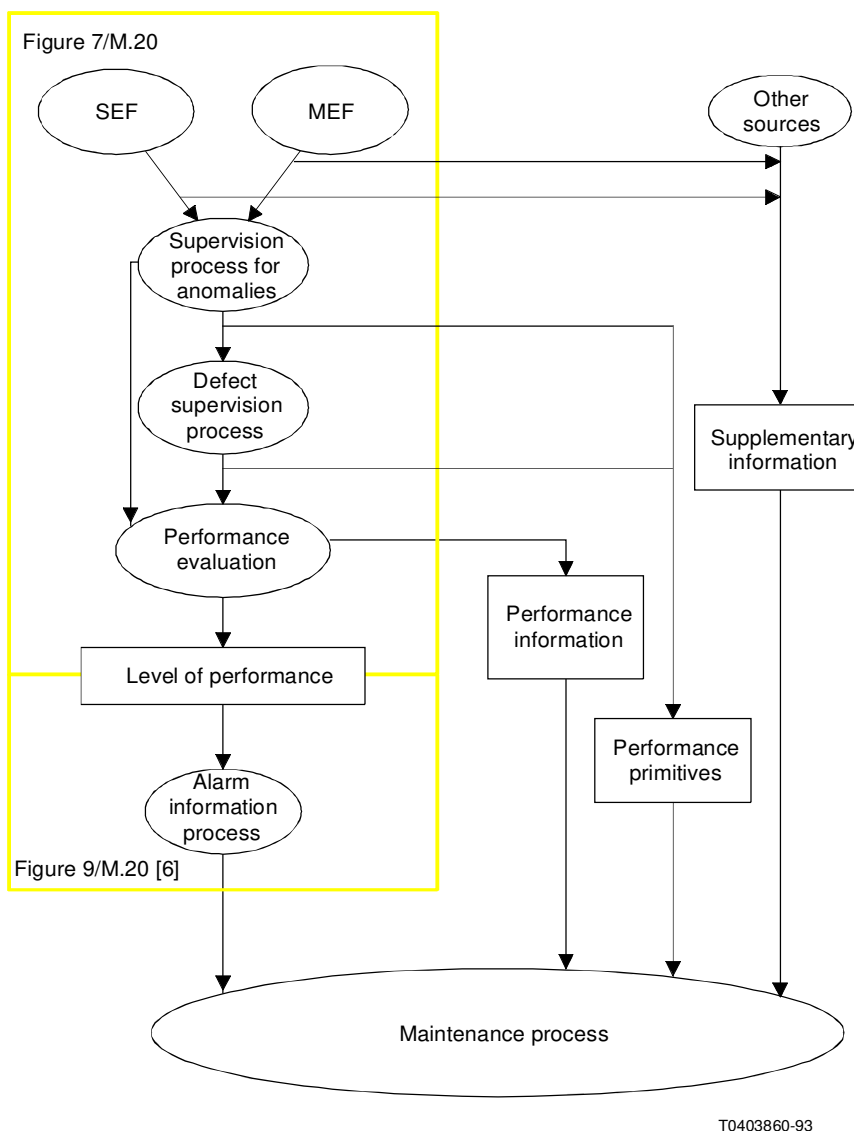 Figure 7/M.20
SEF
MEF
Other
sources
Supervision
process for
anomalies
Defect
supervision
process
Supplementary
information
Performance
evaluation
Performance
information
Level of performance
Performance
primitives
Alarm
information
process
Figure 9/M.20 [6]
Maintenance process
T0403860-93